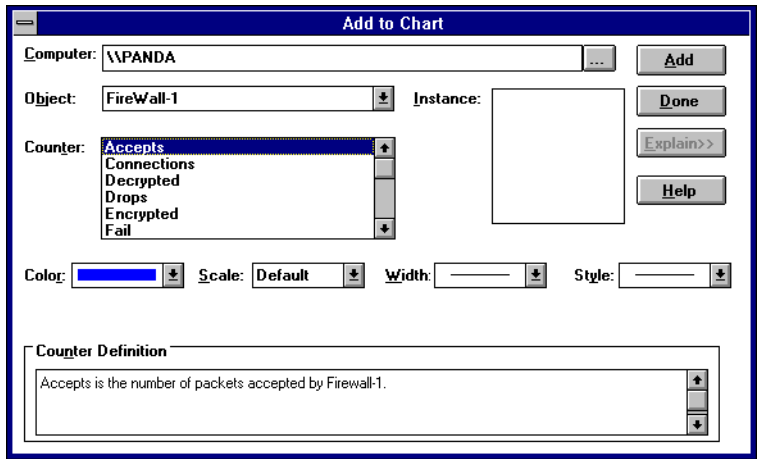 Add to Chart
Computer: \\PANDA ... Add
Object: FireWall-1 Instance: Done
Counter: Accepts Explain>>
Connections
Decrypted
Drops Help
Encrypted
Fail
Color: Scale: Default Width: Style:
Counter Definition
Accepts is the number of packets accepted by Firewall-1.